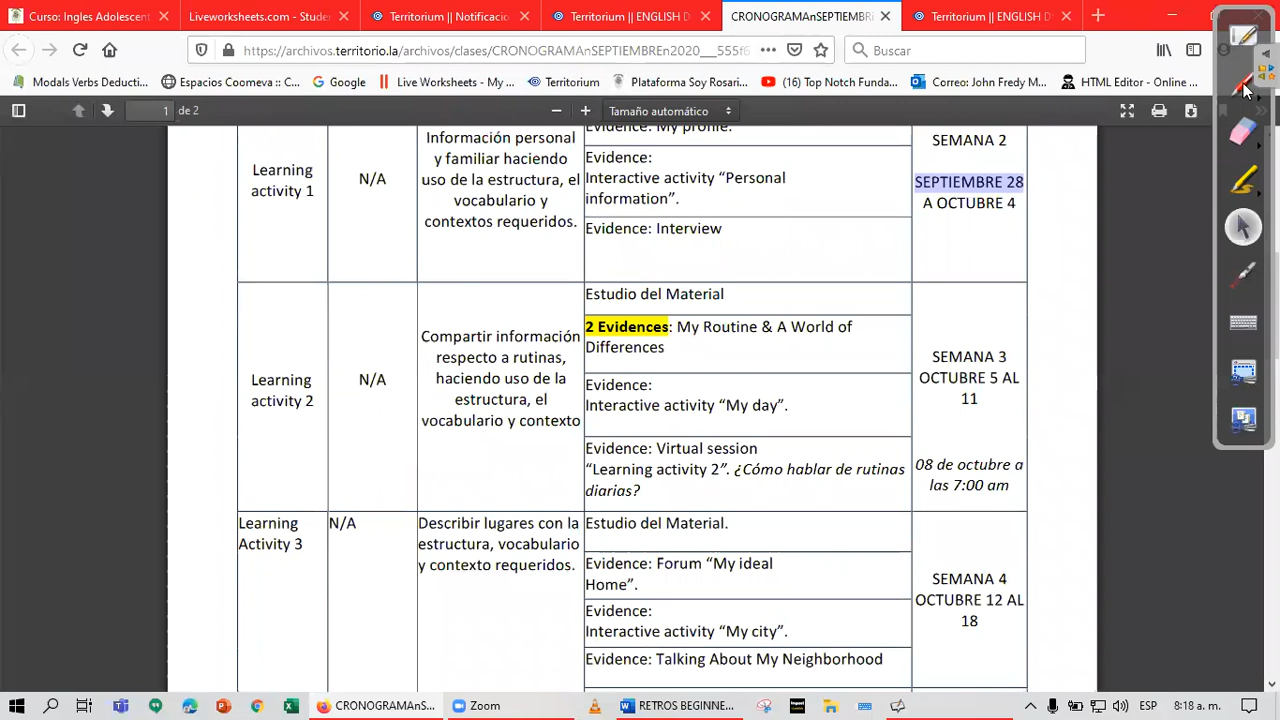 Curso: Ingles Adolescent
Liveworksheets.com - Stude
Territorium || Notificacio
Territorium || ENGLISH D
CRONOGRAMAnSEPTIEMBRE
Territorium || ENGLISH D
https://archivos.territorio.la/archivos/clases/CRONOGRAMAnSEPTIEMBREn2020___555f6
Buscar
Modals Verbs Deducti...
Espacios Coomeva ::. C...
Google
Live Worksheets - My ...
Plataforma Soy Rosari...
(16) Top Notch Funda...
Correo: John Fredy M...
HTML Editor - Online ...
1 de 2
Tamaño automático
Learning
activity 1
N/A
Información personal
y familiar haciendo
uso de la estructura, el
vocabulario y
contextos requeridos.
Evidence: My profile.
Evidence:
Interactive activity “Personal
information”.
Evidence: Interview
SEMANA 2
SEPTIEMBRE 28
A OCTUBRE 4
Learning
activity 2
N/A
Compartir información
respecto a rutinas,
haciendo uso de la
estructura, el
vocabulario y contexto
Estudio del Material
2 Evidences: My Routine & A World of
Differences
Evidence:
Interactive activity “My day”.
Evidence: Virtual session
“Learning activity 2”. ¿Cómo hablar de rutinas
diarias?
SEMANA 3
OCTUBRE 5 AL
11
08 de octubre a
las 7:00 am
Learning
Activity 3
N/A
Describir lugares con la
estructura, vocabulario
y contexto requeridos.
Estudio del Material.
Evidence: Forum “My ideal
Home”.
Evidence:
Interactive activity “My city”.
Evidence: Talking About My Neighborhood
SEMANA 4
OCTUBRE 12 AL
18
CRONOGRAMAnS...
Zoom
RETROS BEGINNE...
ESP
8:18 a. m.